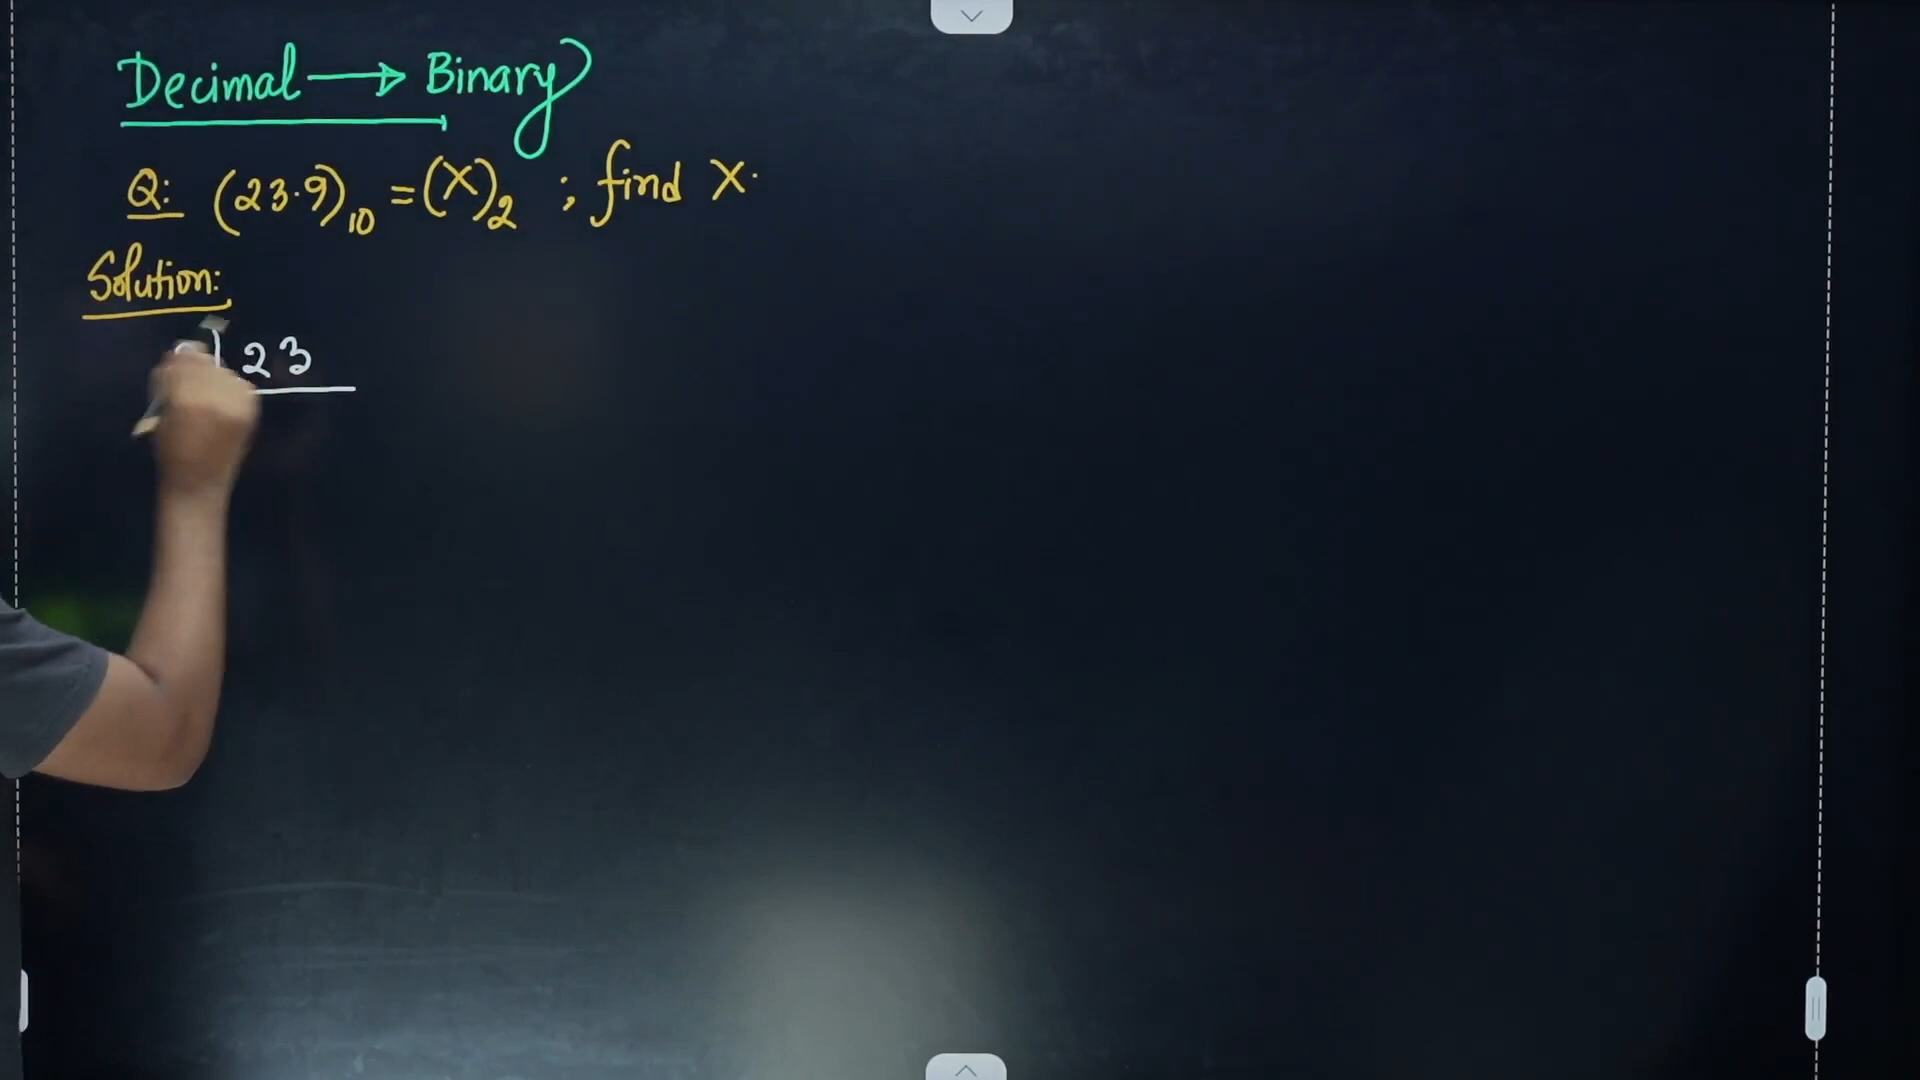 Decimal → Binary
Q: (23.9)₁₀ = (X)₂ ; find X.
Solution:
23